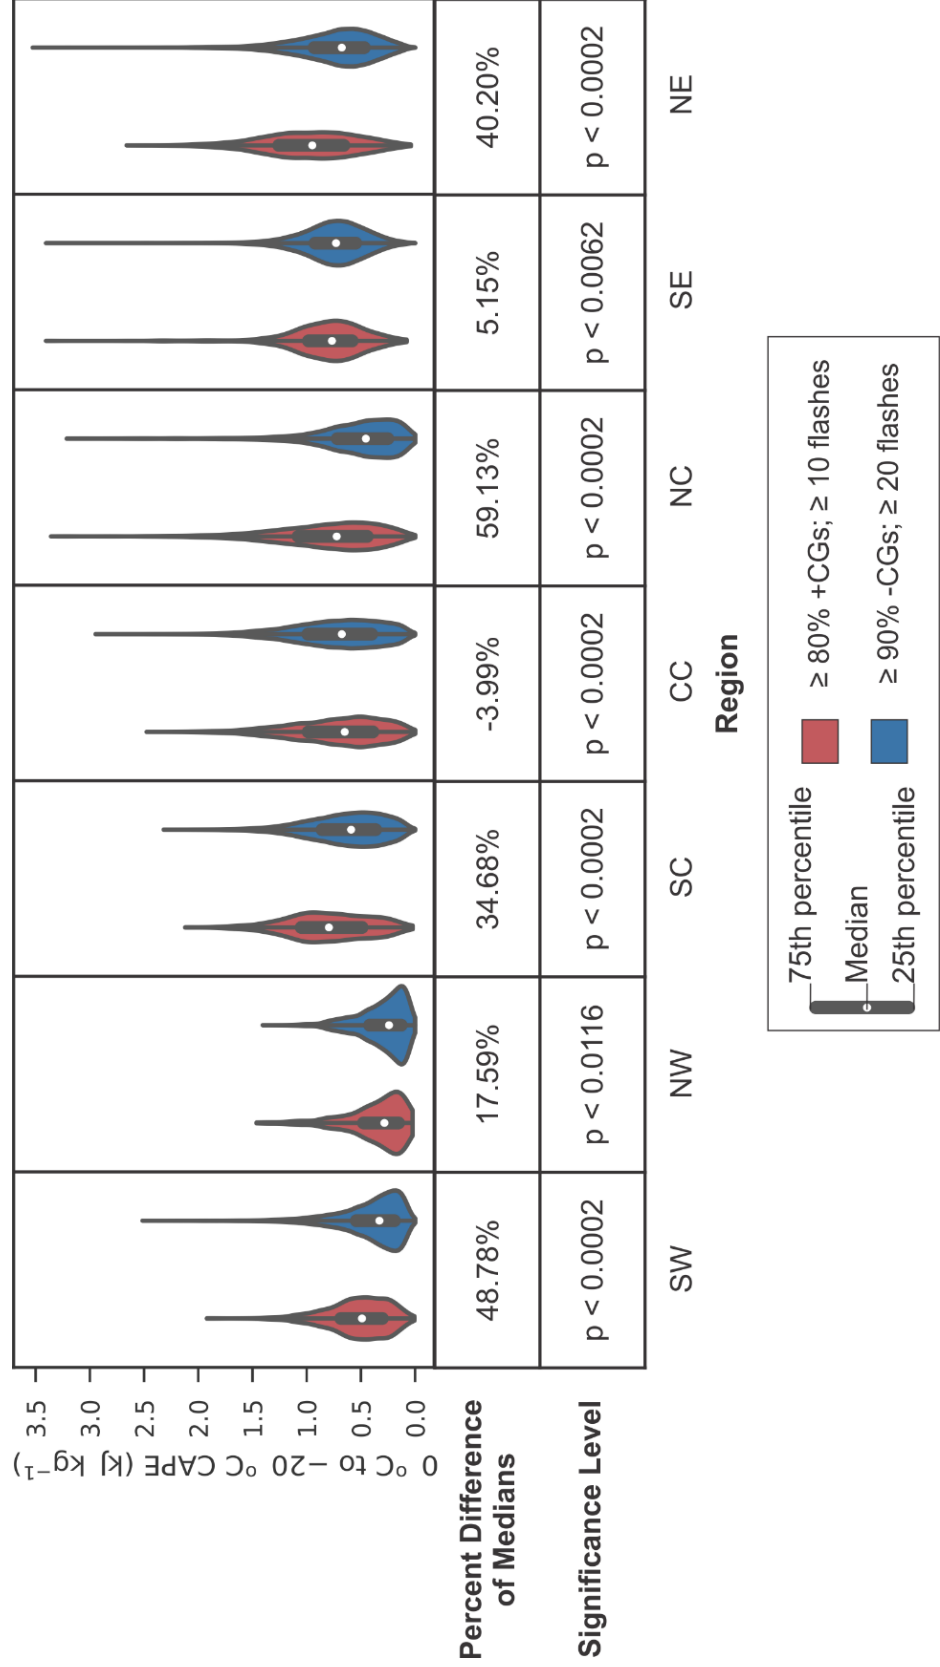 0 °C to −20 °C CAPE (kJ kg⁻¹)
3.5
3.0
2.5
2.0
1.5
1.0
0.5
0.0
Percent Difference
of Medians
48.78% 17.59% 34.68% -3.99% 59.13% 5.15% 40.20%
Significance Level
p < 0.0002 p < 0.0116 p < 0.0002 p < 0.0002 p < 0.0002 p < 0.0062 p < 0.0002
SW NW SC CC NC SE NE
Region
75th percentile
Median
25th percentile
≥ 80% +CGs; ≥ 10 flashes
≥ 90% -CGs; ≥ 20 flashes